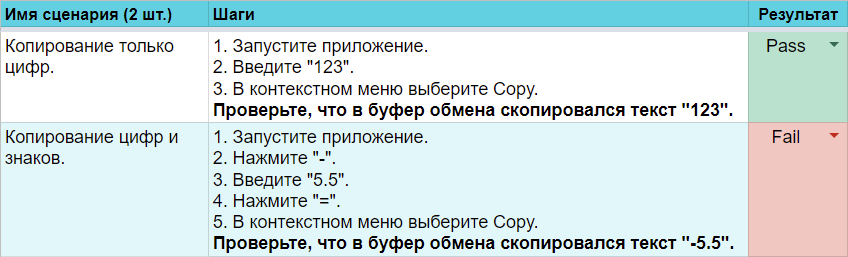 Имя сценария (2 шт.) Шаги Результат
Копирование только цифр.
1. Запустите приложение.
2. Введите "123".
3. В контекстном меню выберите Copy.
Проверьте, что в буфер обмена скопировался текст "123".
Pass
Копирование цифр и знаков.
1. Запустите приложение.
2. Нажмите "-".
3. Введите "5.5".
4. Нажмите "=".
5. В контекстном меню выберите Copy.
Проверьте, что в буфер обмена скопировался текст "-5.5".
Fail